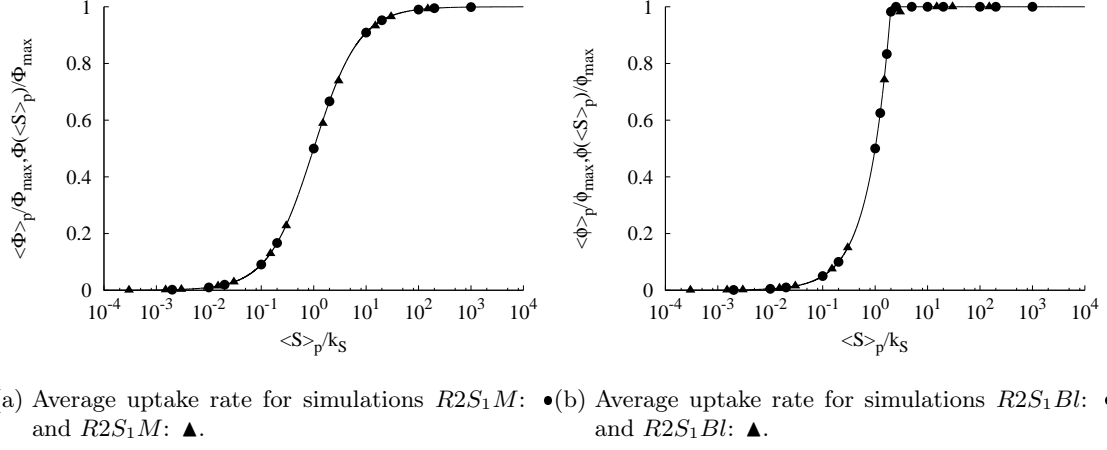 1
0.8
0.6
0.4
0.2
0
10-4 10-3 10-2 10-1 100 101 102 103 104
<Φ>p/Φmax,Φ(<S>p)/Φmax
<S>p/kS
1
0.8
0.6
0.4
0.2
0
10-4 10-3 10-2 10-1 100 101 102 103 104
<ϕ>p/ϕmax,ϕ(<S>p)/ϕmax
<S>p/kS
a) Average uptake rate for simulations R2S1M: ●
and R2S1M: ▲.
(b) Average uptake rate for simulations R2S1Bl: ●
and R2S1Bl: ▲.